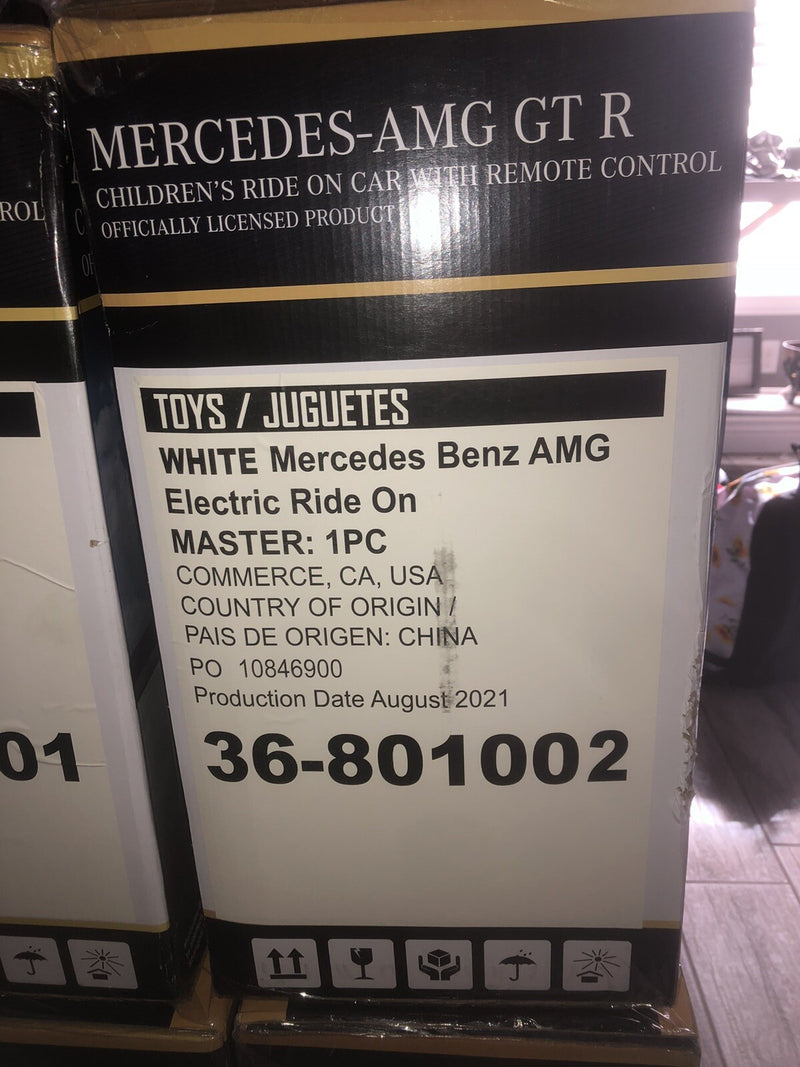 MERCEDES-AMG GT R
CHILDREN'S RIDE ON CAR WITH REMOTE CONTROL
OFFICIALLY LICENSED PRODUCT
TOYS / JUGUETES
WHITE Mercedes Benz AMG
Electric Ride On
MASTER: 1PC
COMMERCE, CA, USA
COUNTRY OF ORIGIN /
PAIS DE ORIGEN: CHINA
PO 10846900
Production Date August 2021
36-801002
ROL
01